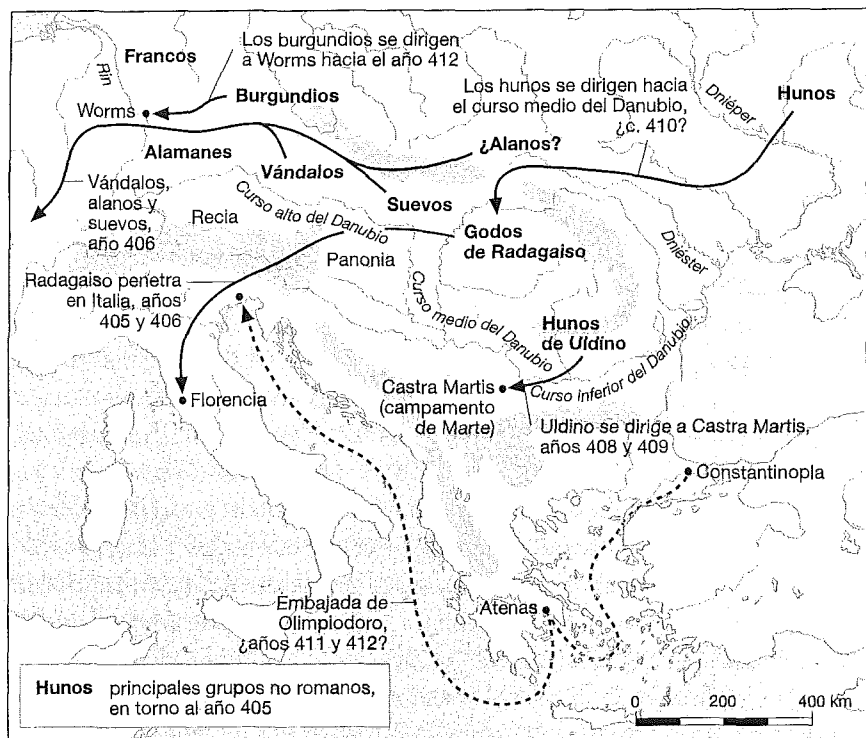 Francos
Los burgundios se dirigen
a Worms hacia el año 412
Rin
Burgundios
Worms
Los hunos se dirigen hacia
el curso medio del Danubio,
¿c. 410?
Dniéper
Hunos
Alamanes
Vándalos
¿Alanos?
Suevos
Vándalos,
alanos y
suevos,
año 406
Recia
Curso alto del Danubio
Panonia
Godos
de Radagaiso
Dniéster
Radagaiso penetra
en Italia, años
405 y 406
Curso medio del Danubio
Hunos
de Uldino
Curso inferior del Danubio
Florencia
Castra Martis
(campamento
de Marte)
Uldino se dirige a Castra Martis,
años 408 y 409
Constantinopla
Embajada de
Olimpiodoro,
¿años 411 y 412?
Atenas
Hunos principales grupos no romanos,
en torno al año 405
0 200 400 km